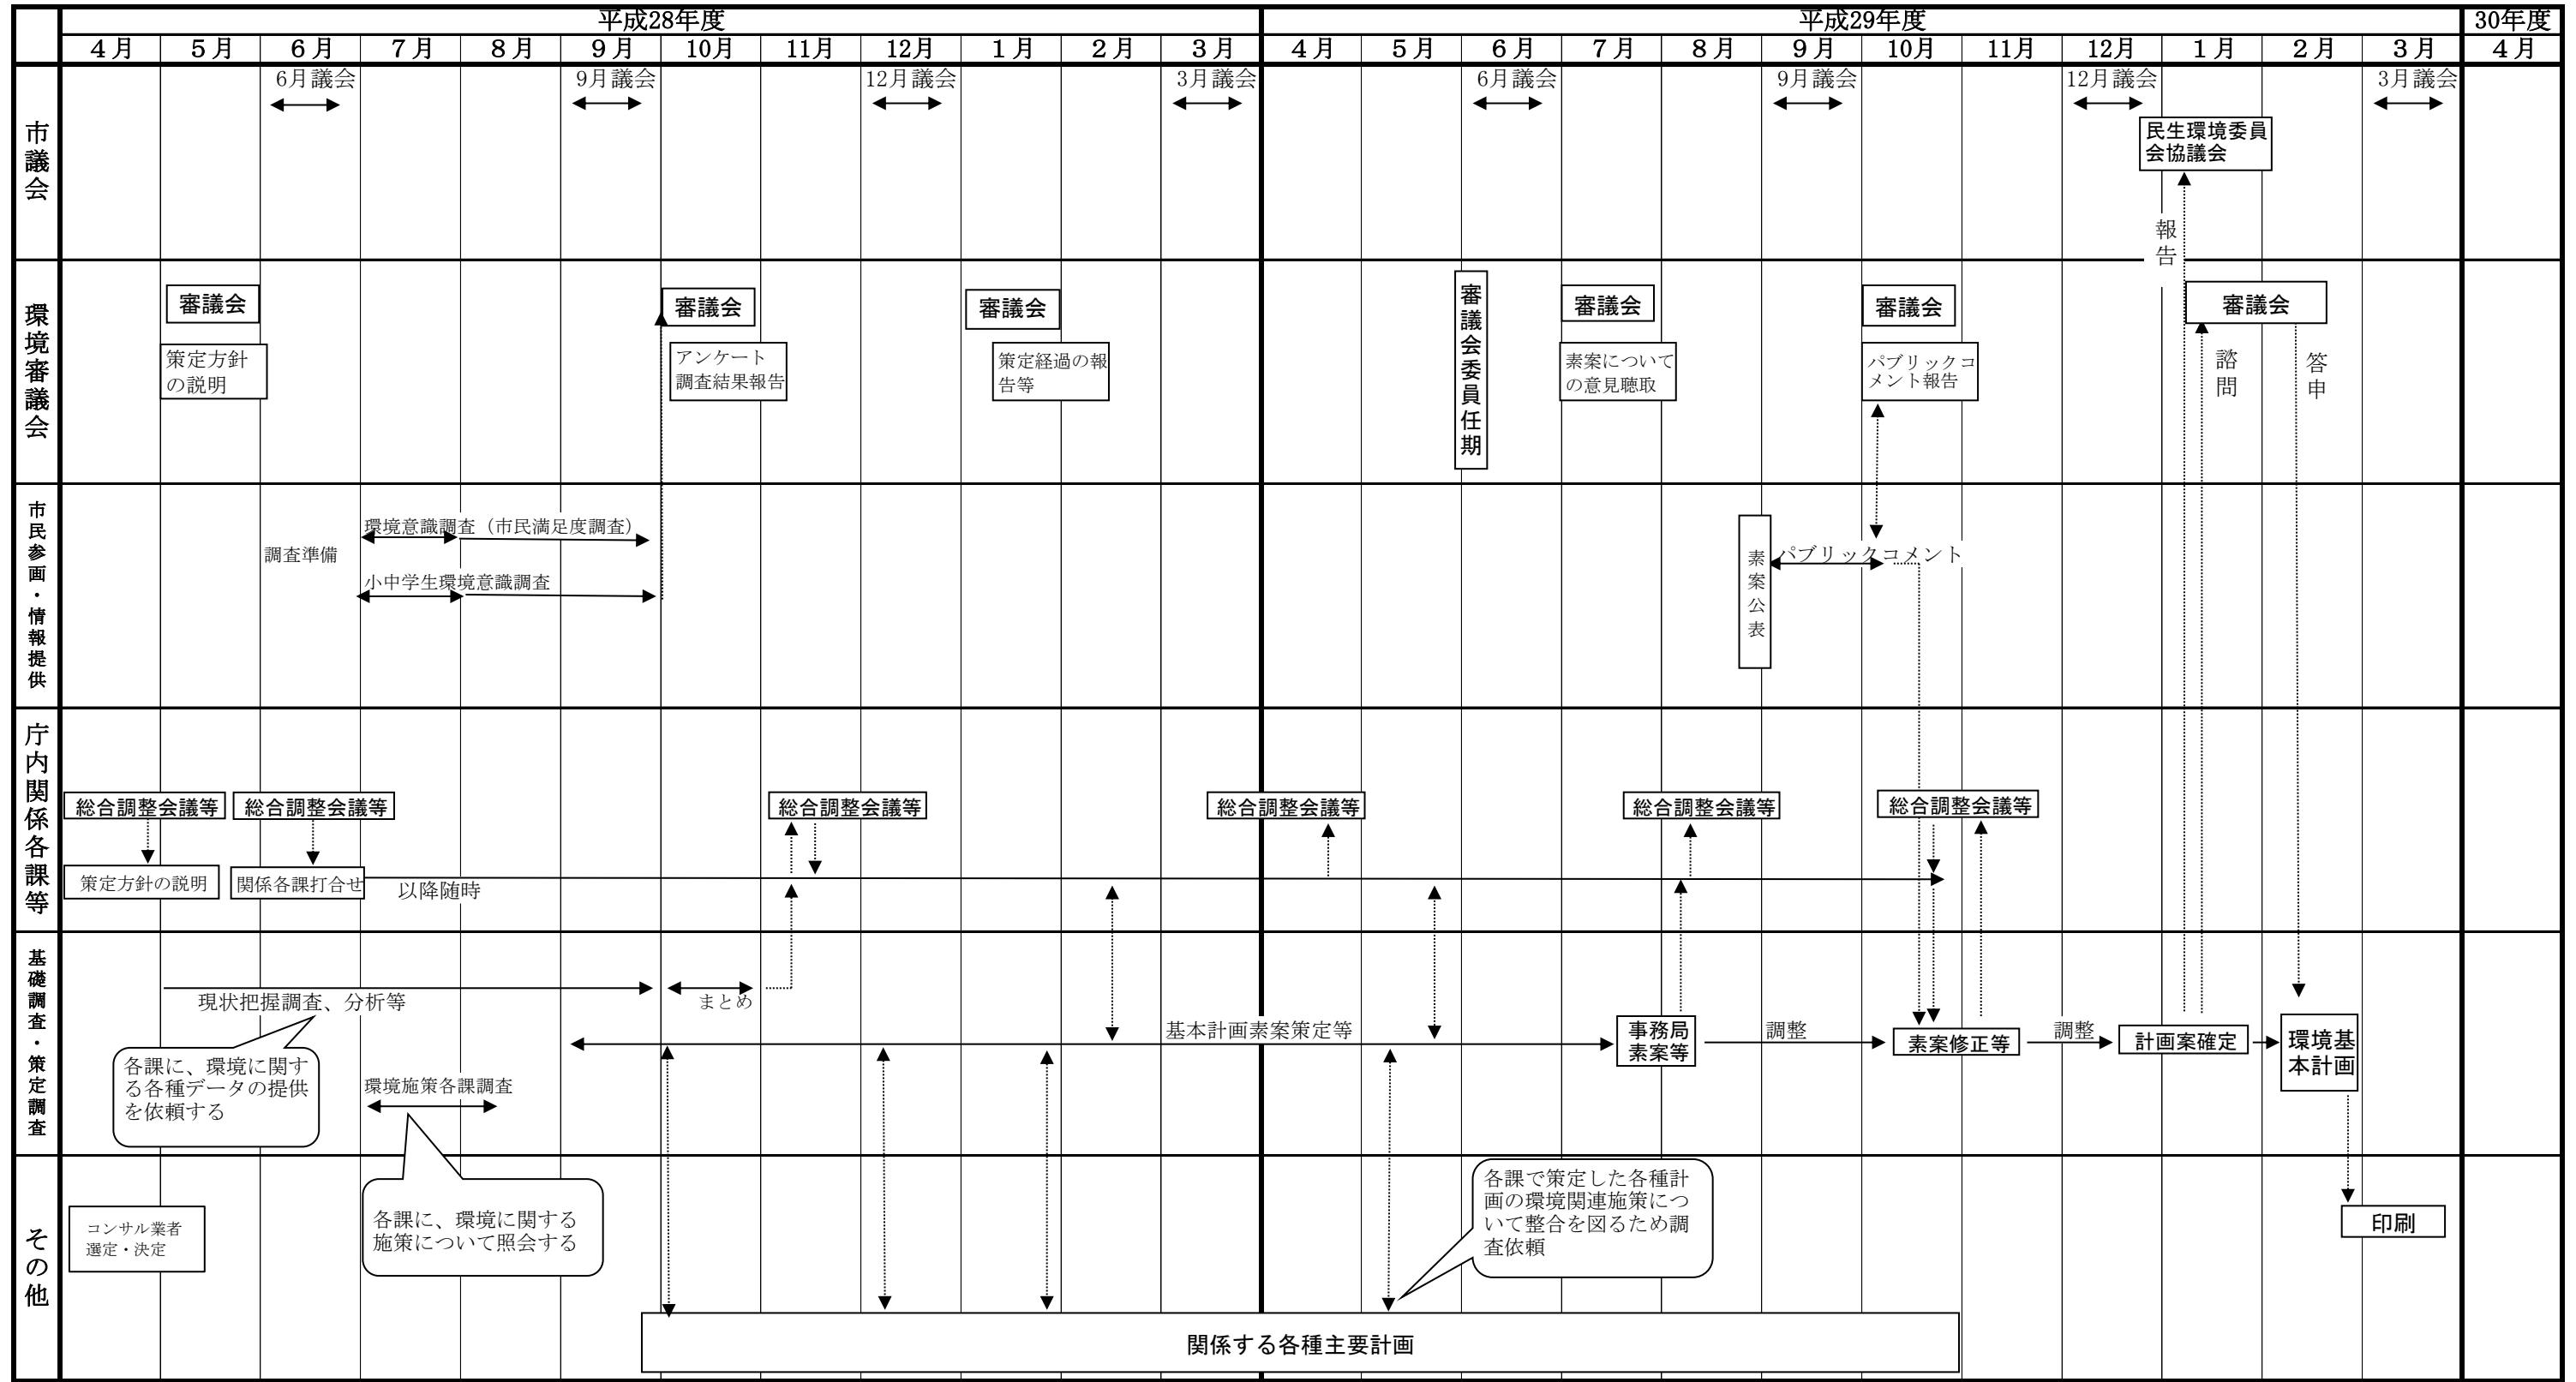 平成28年度
平成29年度
30年度
４月
５月
６月
７月
８月
９月
10月
11月
12月
１月
２月
３月
４月
５月
６月
７月
８月
９月
10月
11月
12月
１月
２月
３月
４月
市議会
6月議会
9月議会
12月議会
3月議会
6月議会
9月議会
12月議会
3月議会
民生環境委員
会協議会
報告
環境審議会
審議会
審議会
審議会
審議会委員任期
審議会
審議会
審議会
策定方針
の説明
アンケート
調査結果報告
策定経過の報
告等
素案について
の意見聴取
パブリックコ
メント報告
諮問
答申
市民参画・情報提供
環境意識調査（市民満足度調査）
調査準備
小中学生環境意識調査
素案公表
パブリックコメント
庁内関係各課等
総合調整会議等
総合調整会議等
総合調整会議等
総合調整会議等
総合調整会議等
総合調整会議等
策定方針の説明
関係各課打合せ
以降随時
基礎調査・策定調査
現状把握調査、分析等
まとめ
基本計画素案策定等
事務局
素案等
調整
素案修正等
調整
計画案確定
環境基
本計画
各課に、環境に関す
る各種データの提供
を依頼する
環境施策各課調査
その他
コンサル業者
選定・決定
各課に、環境に関する
施策について照会する
各課で策定した各種計
画の環境関連施策につ
いて整合を図るため調
査依頼
印刷
関係する各種主要計画